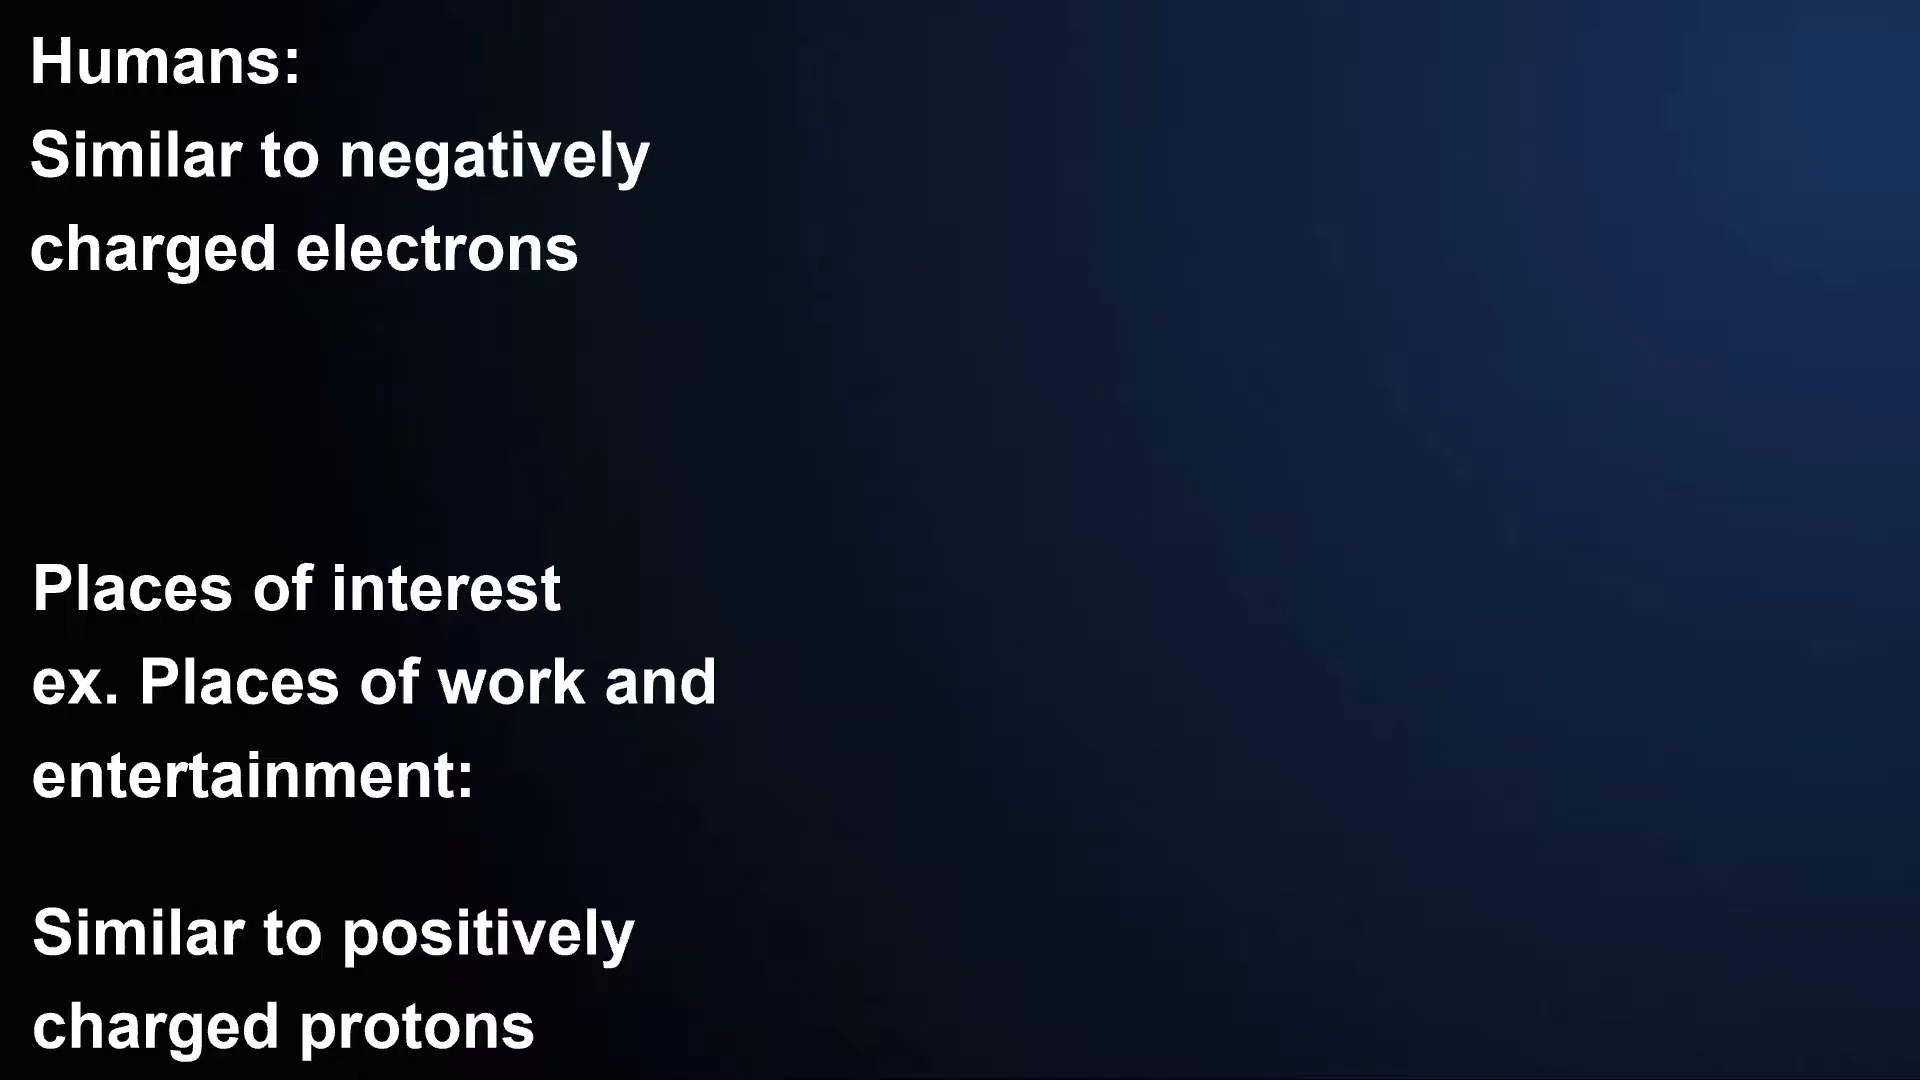 Humans:
Similar to negatively
charged electrons
Places of interest
ex. Places of work and
entertainment:
Similar to positively
charged protons